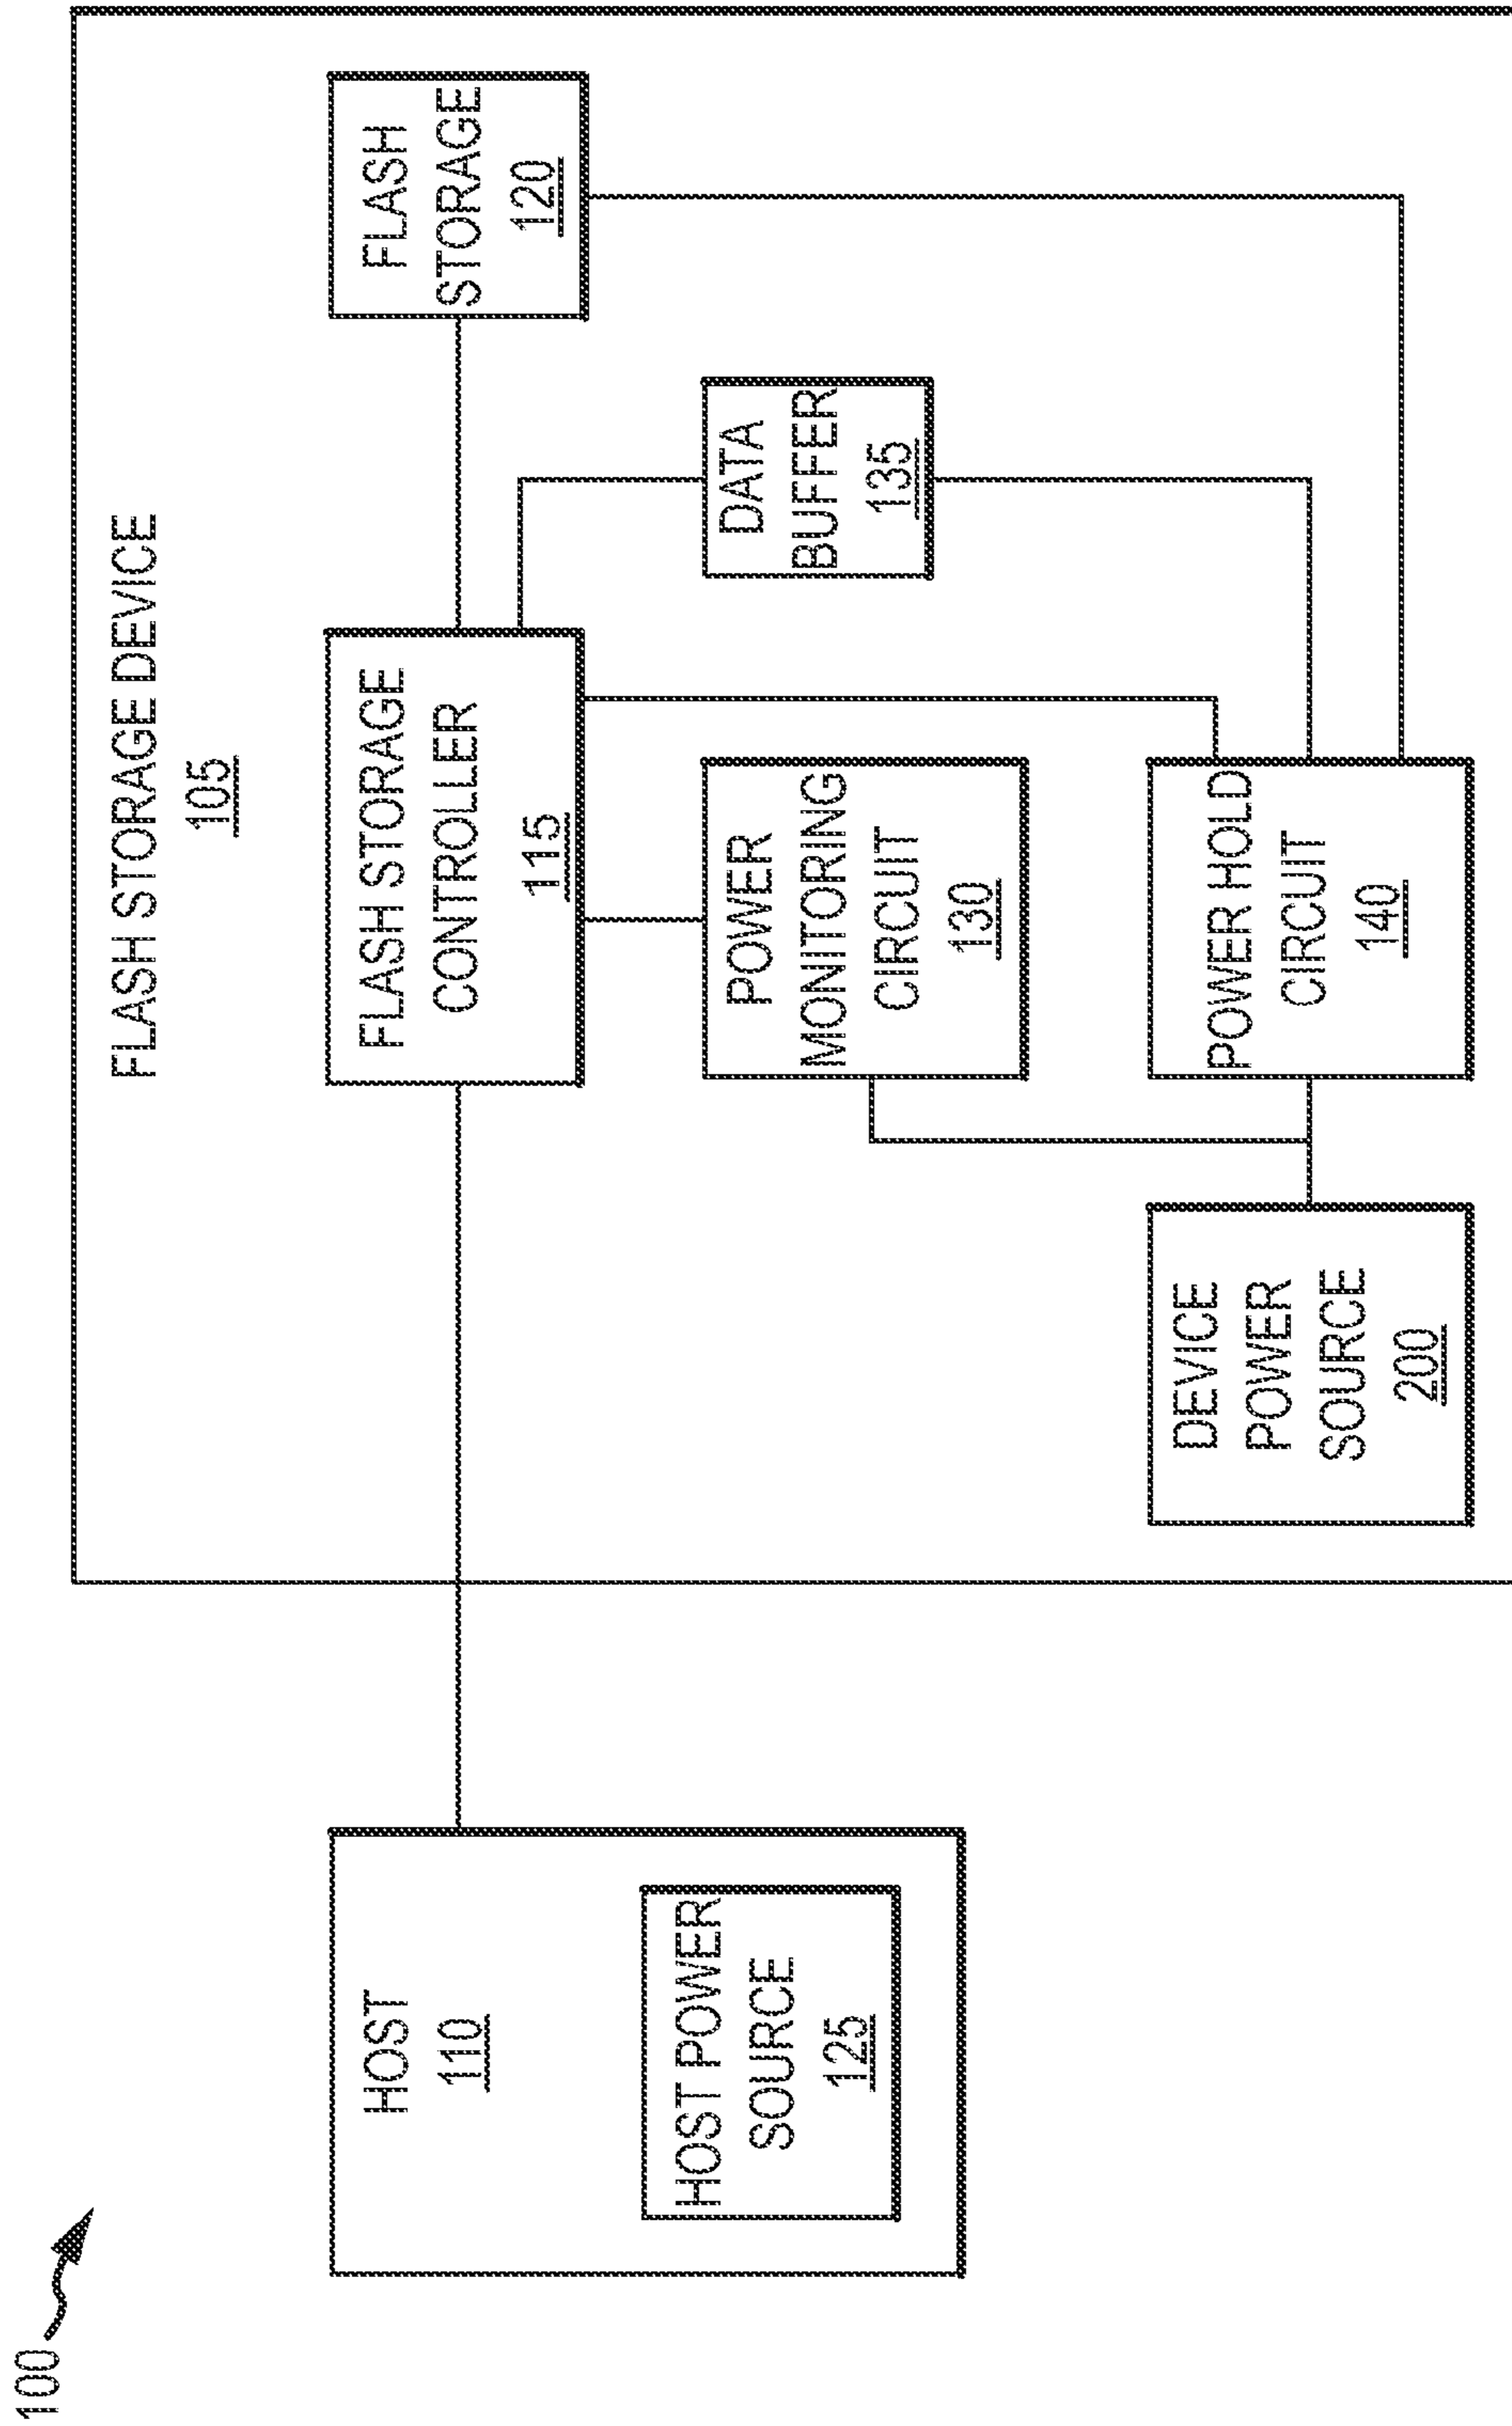 100
HOST
110
HOST POWER
SOURCE
125
FLASH STORAGE DEVICE
105
FLASH STORAGE
CONTROLLER
115
FLASH
STORAGE
120
POWER
MONITORING
CIRCUIT
130
DATA
BUFFER
135
DEVICE
POWER
SOURCE
200
POWER HOLD
CIRCUIT
140